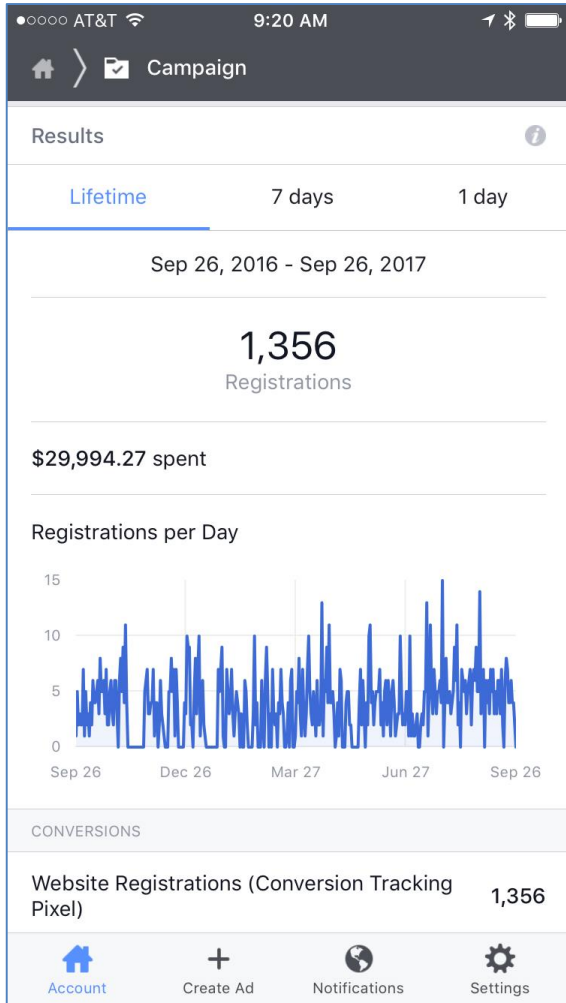 AT&T 9:20 AM
Campaign
Results i
Lifetime 7 days 1 day
Sep 26, 2016 - Sep 26, 2017
1,356
Registrations
$29,994.27 spent
Registrations per Day
15
10
5
0
Sep 26 Dec 26 Mar 27 Jun 27 Sep 26
CONVERSIONS
Website Registrations (Conversion Tracking
Pixel) 1,356
Account Create Ad Notifications Settings